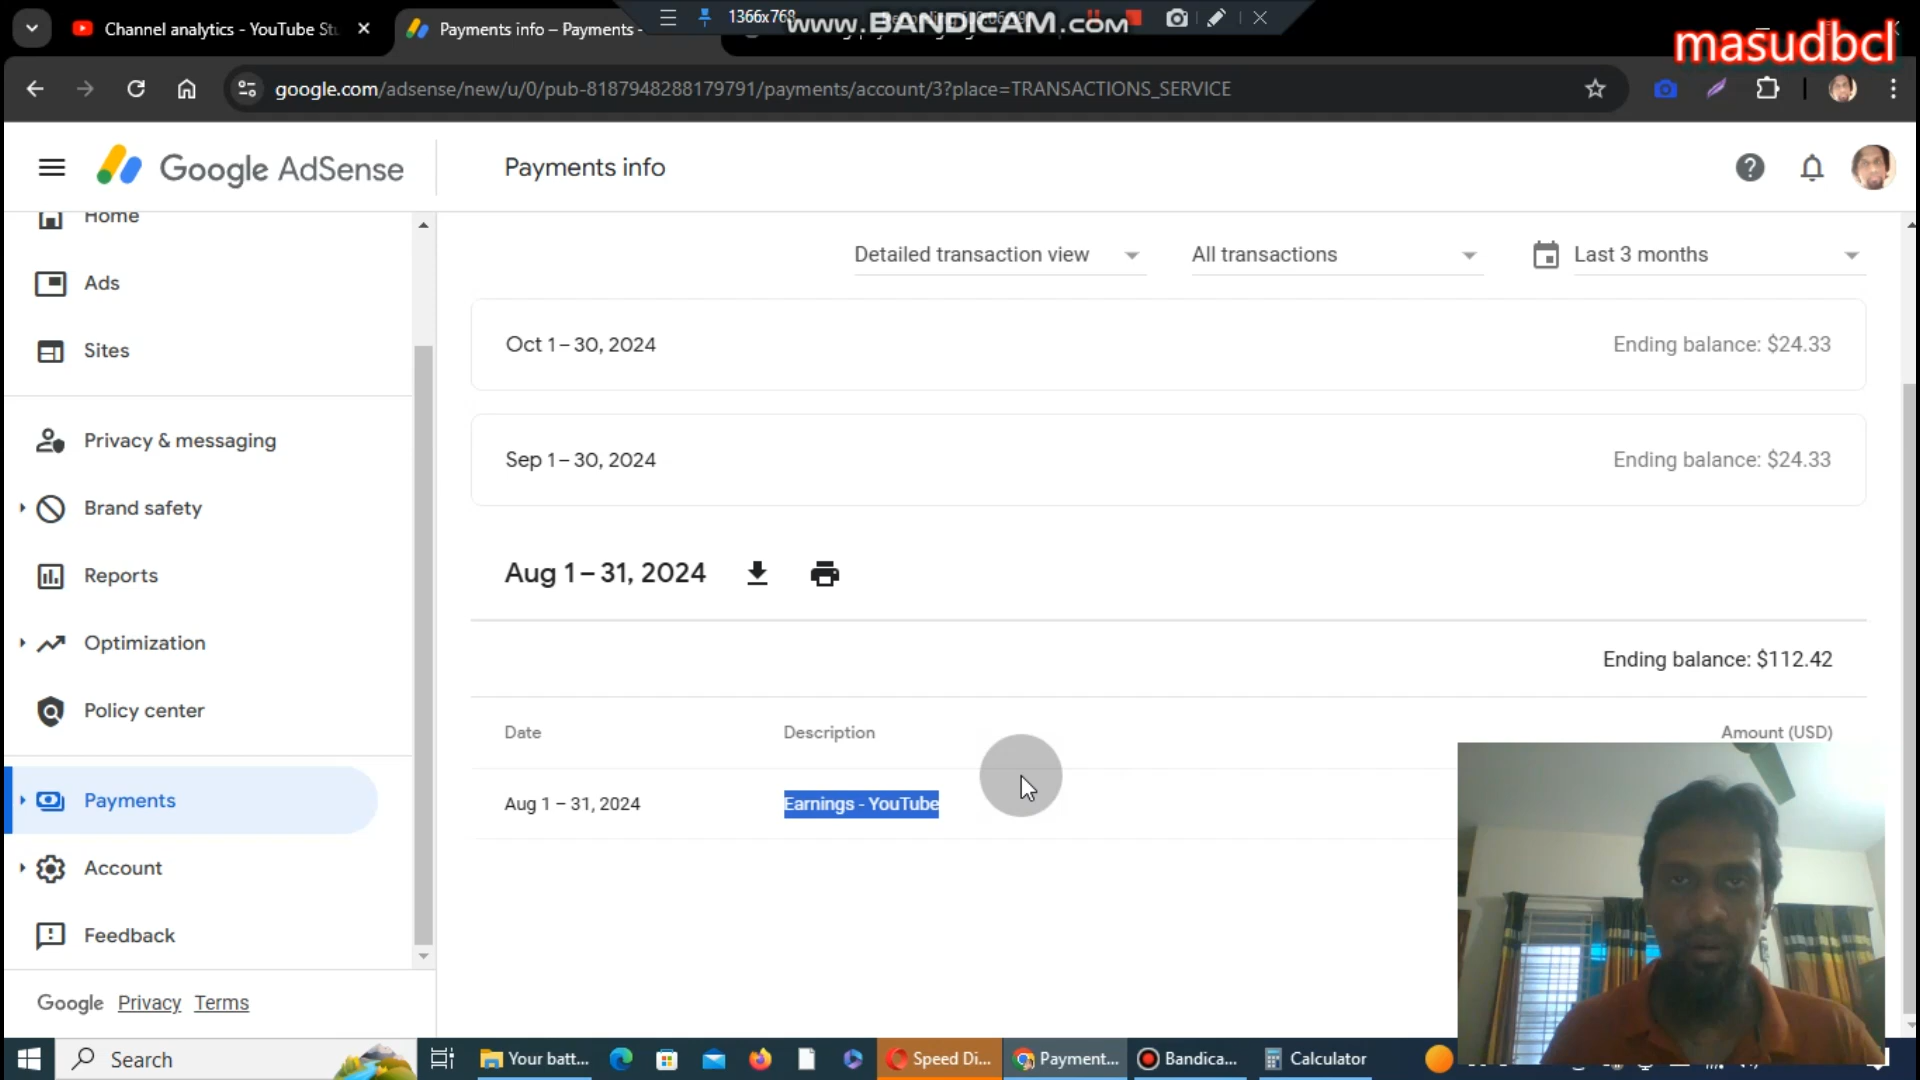 Channel analytics - YouTube Stu
Payments info – Payments -
1366x768
www.BANDICAM.com
masudbcl
google.com/adsense/new/u/0/pub-8187948288179791/payments/account/3?place=TRANSACTIONS_SERVICE
Google AdSense
Payments info
Home
Ads
Sites
Privacy & messaging
Brand safety
Reports
Optimization
Policy center
Payments
Account
Feedback
Google Privacy Terms
Detailed transaction view
All transactions
Last 3 months
Oct 1 – 30, 2024
Ending balance: $24.33
Sep 1 – 30, 2024
Ending balance: $24.33
Aug 1 – 31, 2024
Ending balance: $112.42
Date Description Amount (USD)
Aug 1 – 31, 2024 Earnings - YouTube
Search
Your batt...
Speed Di...
Payment...
Bandica...
Calculator